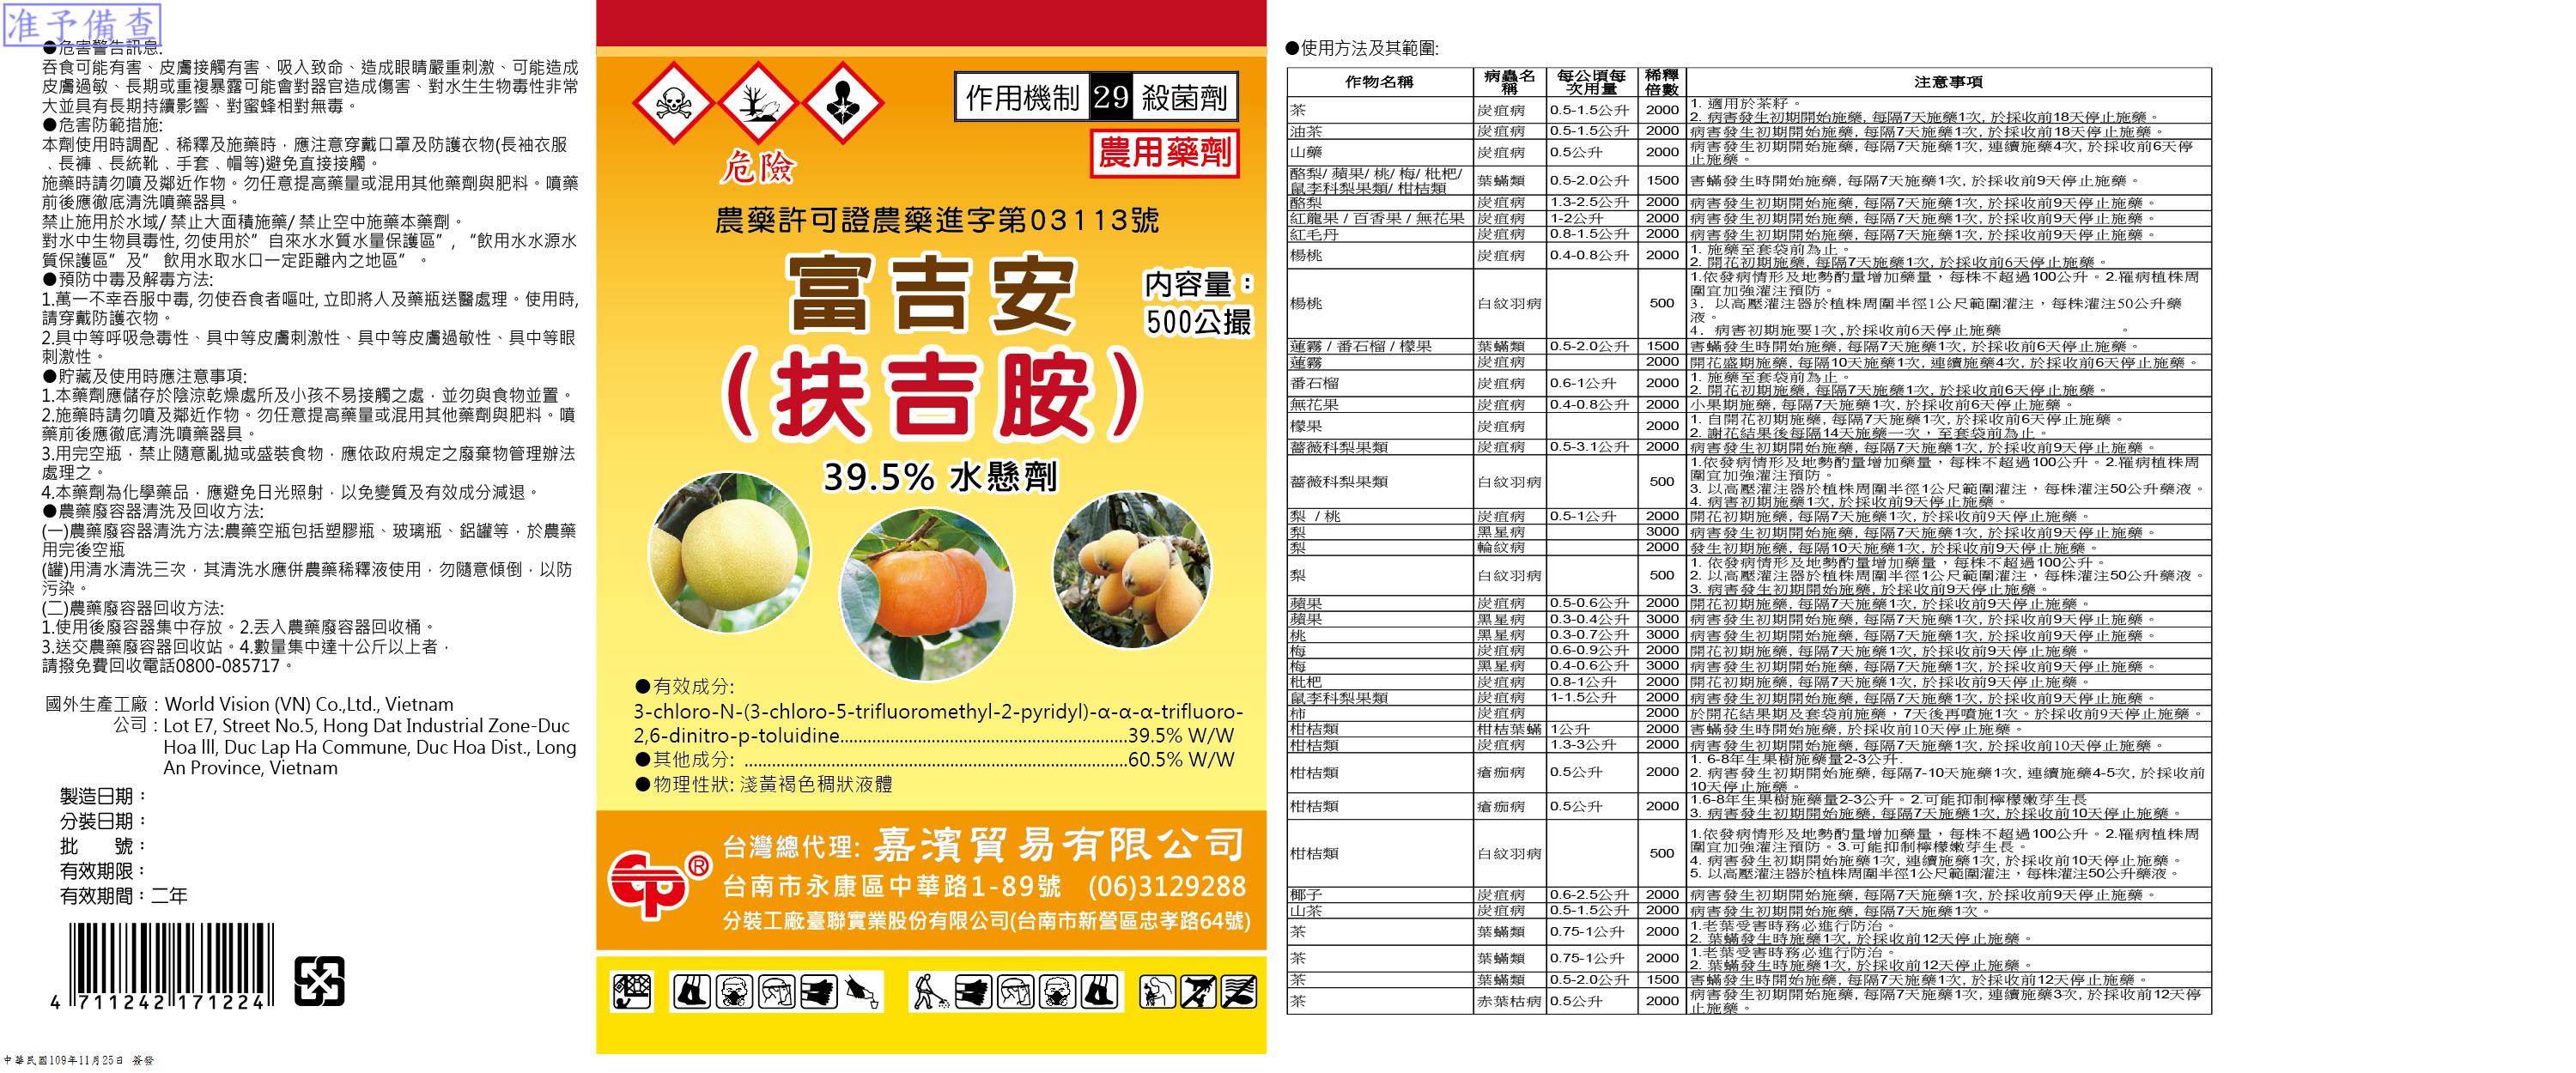 准予備查
●危害警告訊息:
吞食可能有害、皮膚接觸有害、吸入致命、造成眼睛嚴重刺激、可能造成
皮膚過敏、長期或重複暴露可能會對器官造成傷害、對水生生物毒性非常
大並具有長期持續影響、對蜜蜂相對無毒。
●危害防範措施:
本劑使用時調配、稀釋及施藥時，應注意穿戴口罩及防護衣物(長袖衣服
、長褲、長統靴、手套、帽等)避免直接接觸。
施藥時請勿噴及鄰近作物。勿任意提高藥量或混用其他藥劑與肥料。噴藥
前後應徹底清洗噴藥器具。
禁止施用於水域/ 禁止大面積施藥/ 禁止空中施藥本藥劑。
對水中生物具毒性, 勿使用於”自來水水質水量保護區”, “飲用水水源水
質保護區”及” 飲用水取水口一定距離內之地區”。
●預防中毒及解毒方法:
1.萬一不幸吞服中毒, 勿使吞食者嘔吐, 立即將人及藥瓶送醫處理。使用時,
請穿戴防護衣物。
2.具中等呼吸急毒性、具中等皮膚刺激性、具中等皮膚過敏性、具中等眼
刺激性。
●貯藏及使用時應注意事項:
1.本藥劑應儲存於陰涼乾燥處所及小孩不易接觸之處，並勿與食物並置。
2.施藥時請勿噴及鄰近作物。勿任意提高藥量或混用其他藥劑與肥料。噴
藥前後應徹底清洗噴藥器具。
3.用完空瓶，禁止隨意亂拋或盛裝食物，應依政府規定之廢棄物管理辦法
處理之。
4.本藥劑為化學藥品，應避免日光照射，以免變質及有效成分減退。
●農藥廢容器清洗及回收方法:
(一)農藥廢容器清洗方法:農藥空瓶包括塑膠瓶、玻璃瓶、鋁罐等，於農藥
用完後空瓶
(罐)用清水清洗三次，其清洗水應併農藥稀釋液使用，勿隨意傾倒，以防
污染。
(二)農藥廢容器回收方法:
1.使用後廢容器集中存放。2.丟入農藥廢容器回收桶。
3.送交農藥廢容器回收站。4.數量集中達十公斤以上者，
請撥免費回收電話0800-085717。
國外生產工廠：World Vision (VN) Co.,Ltd., Vietnam
公司：Lot E7, Street No.5, Hong Dat Industrial Zone-Duc
Hoa lll, Duc Lap Ha Commune, Duc Hoa Dist., Long
An Province, Vietnam
製造日期：
分裝日期：
批　號：
有效期限：
有效期間：二年
4 711242 171224
中華民國109年11月25日 簽發
作用機制 29 殺菌劑
農用藥劑
危險
農藥許可證農藥進字第03113號
富吉安
內容量：
500公撮
(扶吉胺)
39.5% 水懸劑
●有效成分:
3-chloro-N-(3-chloro-5-trifluoromethyl-2-pyridyl)-α-α-α-trifluoro-
2,6-dinitro-p-toluidine.....................39.5% W/W
●其他成分: .....................60.5% W/W
●物理性狀: 淺黃褐色稠狀液體
cp ®
台灣總代理: 嘉濱貿易有限公司
台南市永康區中華路1-89號 (06)3129288
分裝工廠臺聯實業股份有限公司(台南市新營區忠孝路64號)
●使用方法及其範圍:
作物名稱 病蟲名稱 每公頃每次用量 稀釋倍數 注意事項
茶 炭疽病 0.5-1.5公升 2000 1. 適用於茶籽。
2. 病害發生初期開始施藥, 每隔7天施藥1次, 於採收前18天停止施藥。
油茶 炭疽病 0.5-1.5公升 2000 病害發生初期開始施藥, 每隔7天施藥1次, 於採收前18天停止施藥。
山藥 炭疽病 0.5公升 2000 病害發生初期開始施藥, 每隔7天施藥1次, 連續施藥4次, 於採收前6天停
止施藥。
酪梨/ 蘋果/ 桃/ 梅/ 枇杷/
鼠李科梨果類/ 柑桔類 葉蟎類 0.5-2.0公升 1500 害蟎發生時開始施藥, 每隔7天施藥1次, 於採收前9天停止施藥。
酪梨 炭疽病 1.3-2.5公升 2000 病害發生初期開始施藥, 每隔7天施藥1次, 於採收前9天停止施藥。
紅龍果 / 百香果 / 無花果 炭疽病 1-2公升 2000 病害發生初期開始施藥, 每隔7天施藥1次, 於採收前9天停止施藥。
紅毛丹 炭疽病 0.8-1.5公升 2000 病害發生初期開始施藥, 每隔7天施藥1次, 於採收前9天停止施藥。
楊桃 炭疽病 0.4-0.8公升 2000 1. 施藥至套袋前為止。
2. 開花初期施藥, 每隔7天施藥1次, 於採收前6天停止施藥。
楊桃 白紋羽病 500 1.依發病情形及地勢酌量增加藥量，每株不超過100公升。2.罹病植株周
圍宜加強灌注預防。
3. 以高壓灌注器於植株周圍半徑1公尺範圍灌注，每株灌注50公升藥
液。
4. 病害初期施要1次,於採收前6天停止施藥 。
蓮霧 / 番石榴 / 檬果 葉蟎類 0.5-2.0公升 1500 害蟎發生時開始施藥, 每隔7天施藥1次, 於採收前6天停止施藥。
蓮霧 炭疽病 2000 開花盛期施藥, 每隔10天施藥1次, 連續施藥4次, 於採收前6天停止施藥。
番石榴 炭疽病 0.6-1公升 2000 1. 施藥至套袋前為止。
2. 開花初期施藥, 每隔7天施藥1次, 於採收前6天停止施藥。
無花果 炭疽病 0.4-0.8公升 2000 小果期施藥, 每隔7天施藥1次, 於採收前6天停止施藥。
檬果 炭疽病 2000 1. 自開花初期施藥, 每隔7天施藥1次, 於採收前6天停止施藥。
2. 謝花結果後每隔14天施藥一次，至套袋前為止。
薔薇科梨果類 炭疽病 0.5-3.1公升 2000 病害發生初期開始施藥, 每隔7天施藥1次, 於採收前9天停止施藥。
薔薇科梨果類 白紋羽病 500 1.依發病情形及地勢酌量增加藥量，每株不超過100公升。2.罹病植株周
圍宜加強灌注預防。
3. 以高壓灌注器於植株周圍半徑1公尺範圍灌注，每株灌注50公升藥液。
4. 病害初期施藥1次, 於採收前9天停止施藥。
梨 / 桃 炭疽病 0.5-1公升 2000 開花初期施藥, 每隔7天施藥1次, 於採收前9天停止施藥。
梨 黑星病 3000 病害發生初期開始施藥, 每隔7天施藥1次, 於採收前9天停止施藥。
梨 輪紋病 2000 發生初期施藥, 每隔10天施藥1次, 於採收前9天停止施藥。
梨 白紋羽病 500 1. 依發病情形及地勢酌量增加藥量，每株不超過100公升。
2. 以高壓灌注器於植株周圍半徑1公尺範圍灌注，每株灌注50公升藥液。
3. 病害發生初期開始施藥, 於採收前9天停止施藥。
蘋果 炭疽病 0.5-0.6公升 2000 開花初期施藥, 每隔7天施藥1次, 於採收前9天停止施藥。
蘋果 黑星病 0.3-0.4公升 3000 病害發生初期開始施藥, 每隔7天施藥1次, 於採收前9天停止施藥。
桃 黑星病 0.3-0.7公升 3000 病害發生初期開始施藥, 每隔7天施藥1次, 於採收前9天停止施藥。
梅 炭疽病 0.6-0.9公升 2000 開花初期施藥, 每隔7天施藥1次, 於採收前9天停止施藥。
梅 黑星病 0.4-0.6公升 3000 病害發生初期開始施藥, 每隔7天施藥1次, 於採收前9天停止施藥。
枇杷 炭疽病 0.8-1公升 2000 開花初期施藥, 每隔7天施藥1次, 於採收前9天停止施藥。
鼠李科梨果類 炭疽病 1-1.5公升 2000 病害發生初期開始施藥, 每隔7天施藥1次, 於採收前9天停止施藥。
柿 炭疽病 2000 於開花結果期及套袋前施藥，7天後再噴施1次。於採收前9天停止施藥。
柑桔類 柑桔葉蟎 1公升 2000 害蟎發生時開始施藥, 於採收前10天停止施藥。
柑桔類 炭疽病 1.3-3公升 2000 病害發生初期開始施藥, 每隔7天施藥1次, 於採收前10天停止施藥。
柑桔類 瘡痂病 0.5公升 2000 1. 6-8年生果樹施藥量2-3公升.
2. 病害發生初期開始施藥, 每隔7-10天施藥1次, 連續施藥4-5次, 於採收前
10天停止施藥。
柑桔類 瘡痂病 0.5公升 2000 1.6-8年生果樹施藥量2-3公升。2.可能抑制檸檬嫩芽生長
3. 病害發生初期開始施藥, 每隔7天施藥1次, 於採收前10天停止施藥。
柑桔類 白紋羽病 500 1.依發病情形及地勢酌量增加藥量，每株不超過100公升。2.罹病植株周
圍宜加強灌注預防。3.可能抑制檸檬嫩芽生長。
4. 病害發生初期開始施藥1次, 連續施藥1次, 於採收前10天停止施藥。
5. 以高壓灌注器於植株周圍半徑1公尺範圍灌注，每株灌注50公升藥液。
椰子 炭疽病 0.6-2.5公升 2000 病害發生初期開始施藥, 每隔7天施藥1次, 於採收前9天停止施藥。
山茶 炭疽病 0.5-1.5公升 2000 病害發生初期開始施藥, 每隔7天施藥1次。
茶 葉蟎類 0.75-1公升 2000 1.老葉受害時務必進行防治。
2. 葉蟎發生時施藥1次, 於採收前12天停止施藥。
茶 葉蟎類 0.75-1公升 2000 1.老葉受害時務必進行防治。
2. 葉蟎發生時施藥1次, 於採收前12天停止施藥。
茶 葉蟎類 0.5-2.0公升 1500 害蟎發生時開始施藥, 每隔7天施藥1次, 於採收前12天停止施藥。
茶 赤葉枯病 0.5公升 2000 病害發生初期開始施藥, 每隔7天施藥1次, 連續施藥3次, 於採收前12天停
止施藥。